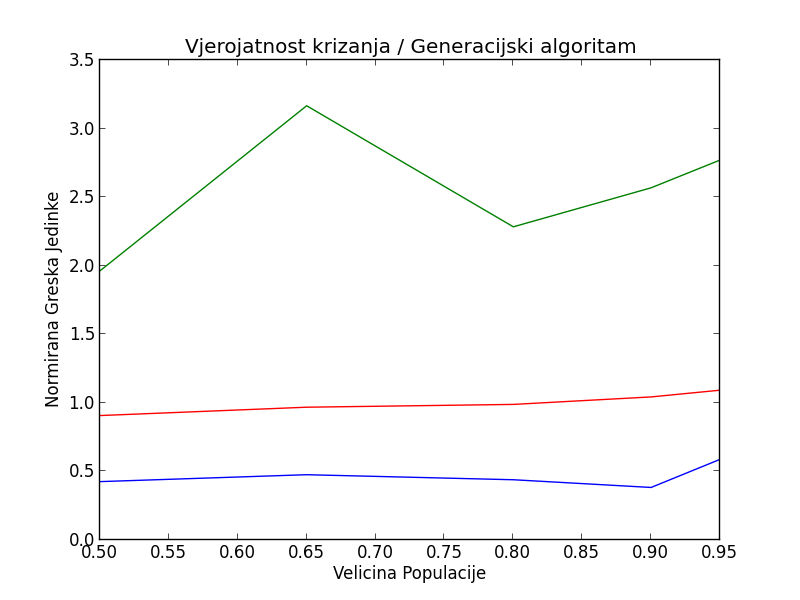 Vjerojatnost krizanja / Generacijski algoritam
3.5
3.0
2.5
2.0
1.5
1.0
0.5
0.0
Normirana Greska Jedinke
0.50 0.55 0.60 0.65 0.70 0.75 0.80 0.85 0.90 0.95
Velicina Populacije